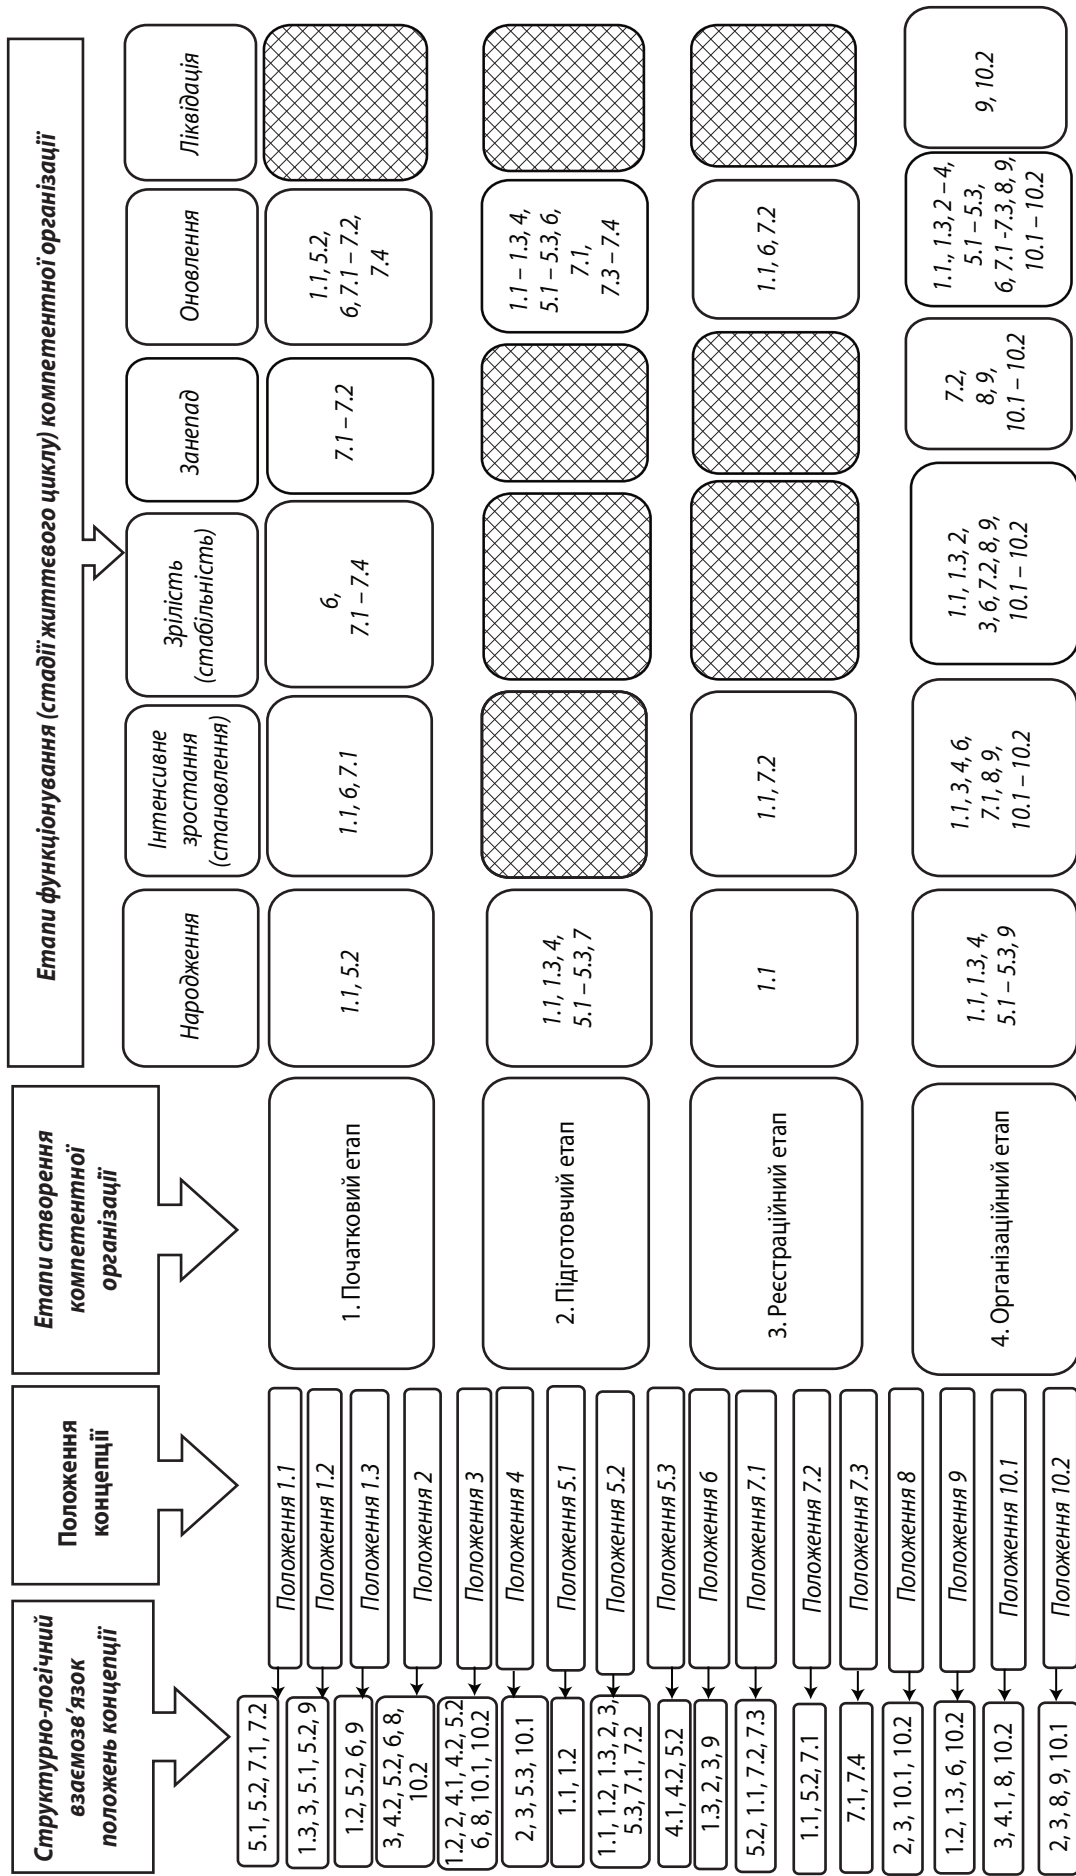 Структурно-логічний
взаємозв’язок
положень концепції
Положення
концепції
Етапи створення
компетентної
організації
Етапи функціонування (стадії життєвого циклу) компетентної організації
Народження
Інтенсивне
зростання
(становлення)
Зрілість
(стабільність)
Занепад
Оновлення
Ліквідація
5.1, 5.2, 7.1, 7.2
Положення 1.1
1.3, 3, 5.1, 5.2, 9
Положення 1.2
1.2, 5.2, 6, 9
Положення 1.3
3, 4.2, 5.2, 6, 8,
10.2
Положення 2
1.2, 2, 4.1, 4.2, 5.2
6, 8, 10.1, 10.2
Положення 3
2, 3, 5.3, 10.1
Положення 4
1.1, 1.2
Положення 5.1
1.1, 1.2, 1.3, 2, 3,
5.3, 7.1, 7.2
Положення 5.2
4.1, 4.2, 5.2
Положення 5.3
1.3, 2, 3, 9
Положення 6
5.2, 1.1, 7.2, 7.3
Положення 7.1
1.1, 5.2, 7.1
Положення 7.2
7.1, 7.4
Положення 7.3
2, 3, 10.1, 10.2
Положення 8
1.2, 1.3, 6, 10.2
Положення 9
3, 4.1, 8, 10.2
Положення 10.1
2, 3, 8, 9, 10.1
Положення 10.2
1. Початковий етап
1.1, 5.2
1.1, 6, 7.1
6,
7.1 – 7.4
7.1 – 7.2
1.1, 5.2,
6, 7.1 – 7.2,
7.4
2. Підготовчий етап
1.1, 1.3, 4,
5.1 – 5.3, 7
1.1 – 1.3, 4,
5.1 – 5.3, 6,
7.1,
7.3 – 7.4
3. Реєстраційний етап
1.1
1.1, 7.2
1.1, 6, 7.2
4. Організаційний етап
1.1, 1.3, 4,
5.1 – 5.3, 9
1.1, 3, 4, 6,
7.1, 8, 9,
10.1 – 10.2
1.1, 1.3, 2,
3, 6, 7.2, 8, 9,
10.1 – 10.2
7.2,
8, 9,
10.1 – 10.2
1.1., 1.3, 2 – 4,
5.1 – 5.3,
6, 7.1 -7.3, 8, 9,
10.1 – 10.2
9, 10.2